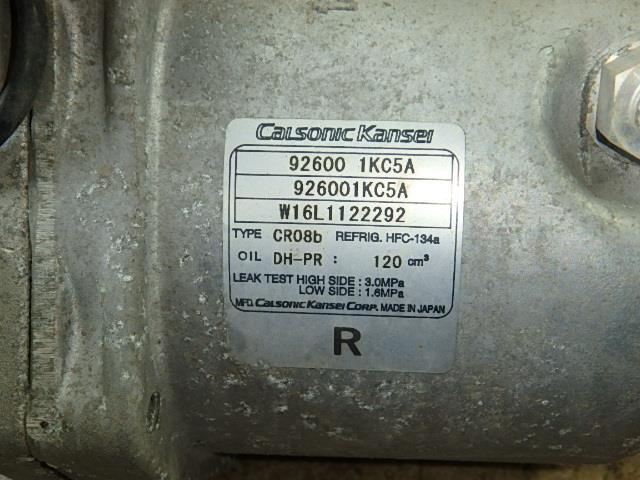 Calsonic Kansei
92600 1KC5A
926001KC5A
W16L1122292
TYPE CR08b REFRIG. HFC-134a
OIL DH-PR : 120 cm³
LEAK TEST HIGH SIDE : 3.0MPa
LOW SIDE : 1.6MPa
MFD. Calsonic Kansei Corp. MADE IN JAPAN
R